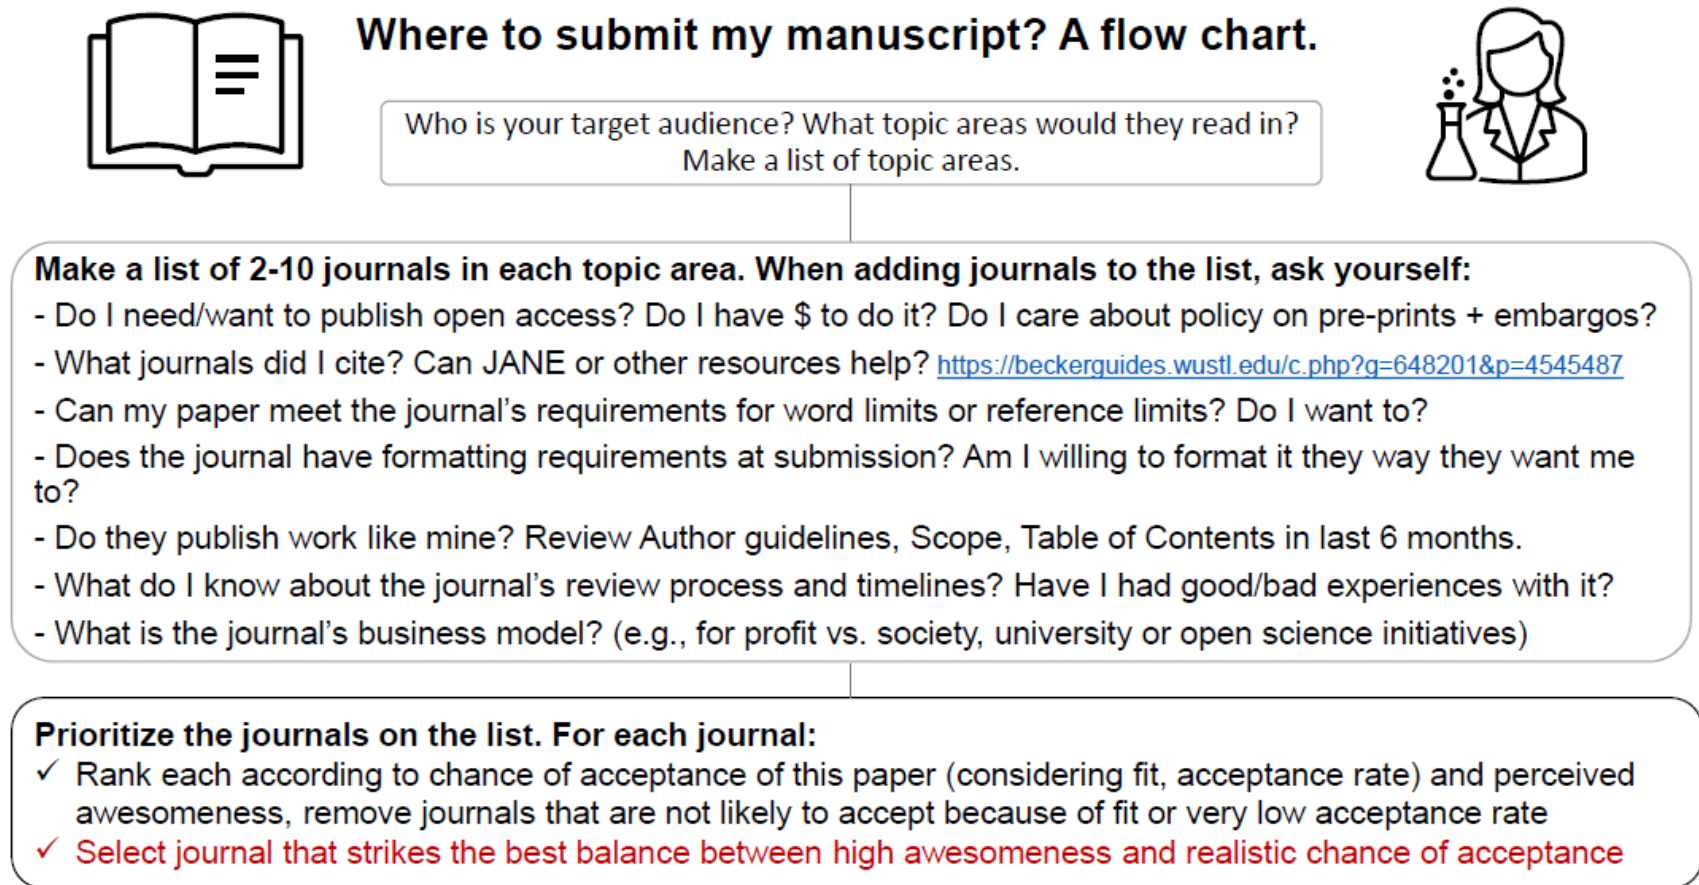 Where to submit my manuscript? A flow chart.
Who is your target audience? What topic areas would they read in?
Make a list of topic areas.
Make a list of 2-10 journals in each topic area. When adding journals to the list, ask yourself:
- Do I need/want to publish open access? Do I have $ to do it? Do I care about policy on pre-prints + embargos?
- What journals did I cite? Can JANE or other resources help? https://beckerguides.wustl.edu/c.php?g=648201&p=4545487
- Can my paper meet the journal's requirements for word limits or reference limits? Do I want to?
- Does the journal have formatting requirements at submission? Am I willing to format it they way they want me
to?
- Do they publish work like mine? Review Author guidelines, Scope, Table of Contents in last 6 months.
- What do I know about the journal's review process and timelines? Have I had good/bad experiences with it?
- What is the journal's business model? (e.g., for profit vs. society, university or open science initiatives)
Prioritize the journals on the list. For each journal:
✓ Rank each according to chance of acceptance of this paper (considering fit, acceptance rate) and perceived
awesomeness, remove journals that are not likely to accept because of fit or very low acceptance rate
✓ Select journal that strikes the best balance between high awesomeness and realistic chance of acceptance